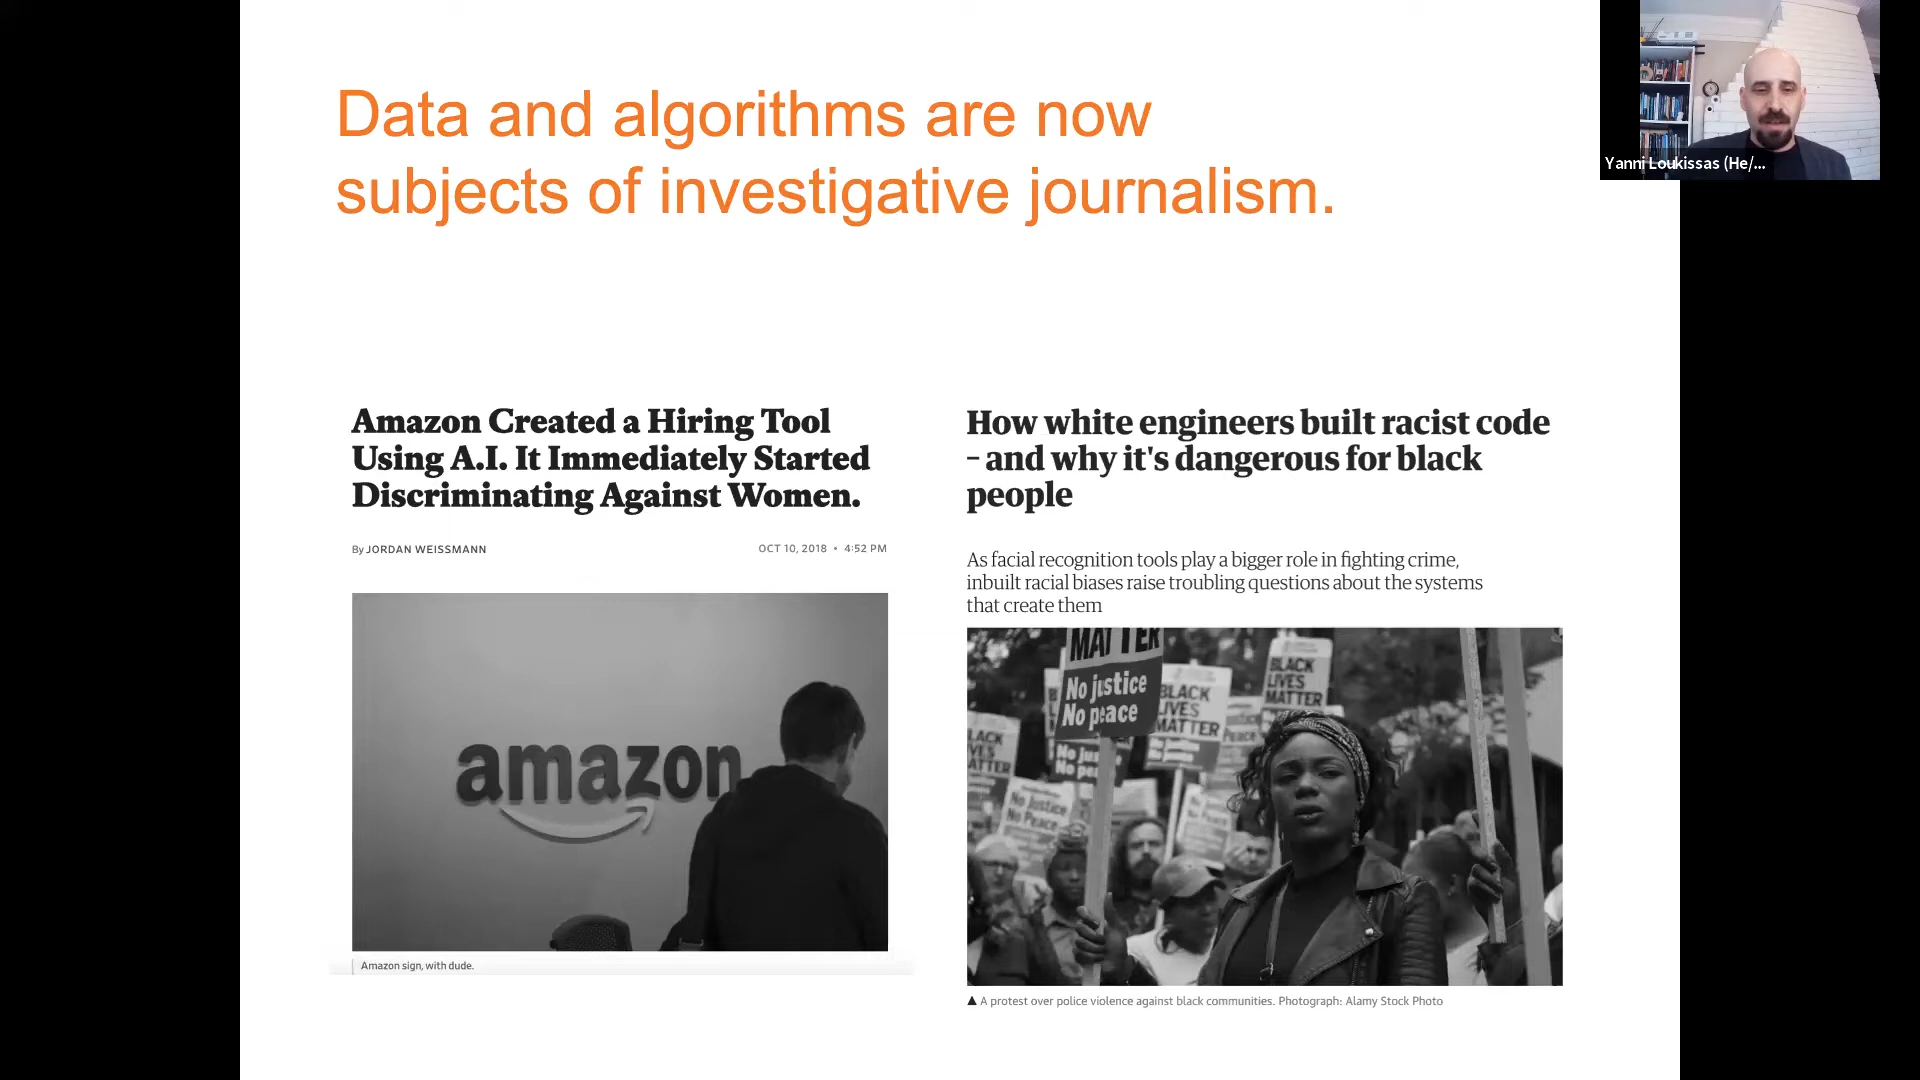 Data and algorithms are now
subjects of investigative journalism.
Yanni Loukissas (He/...
Amazon Created a Hiring Tool
Using A.I. It Immediately Started
Discriminating Against Women.
By JORDAN WEISSMANN
OCT 10, 2018 • 4:52 PM
amazon
Amazon sign, with dude.
How white engineers built racist code
– and why it's dangerous for black
people
As facial recognition tools play a bigger role in fighting crime,
inbuilt racial biases raise troubling questions about the systems
that create them
MATTER
No justice
No peace
BLACK
LIVES
MATTER
BLACK
LIVES
MATTER
No Justice
No Peace
▲ A protest over police violence against black communities. Photograph: Alamy Stock Photo